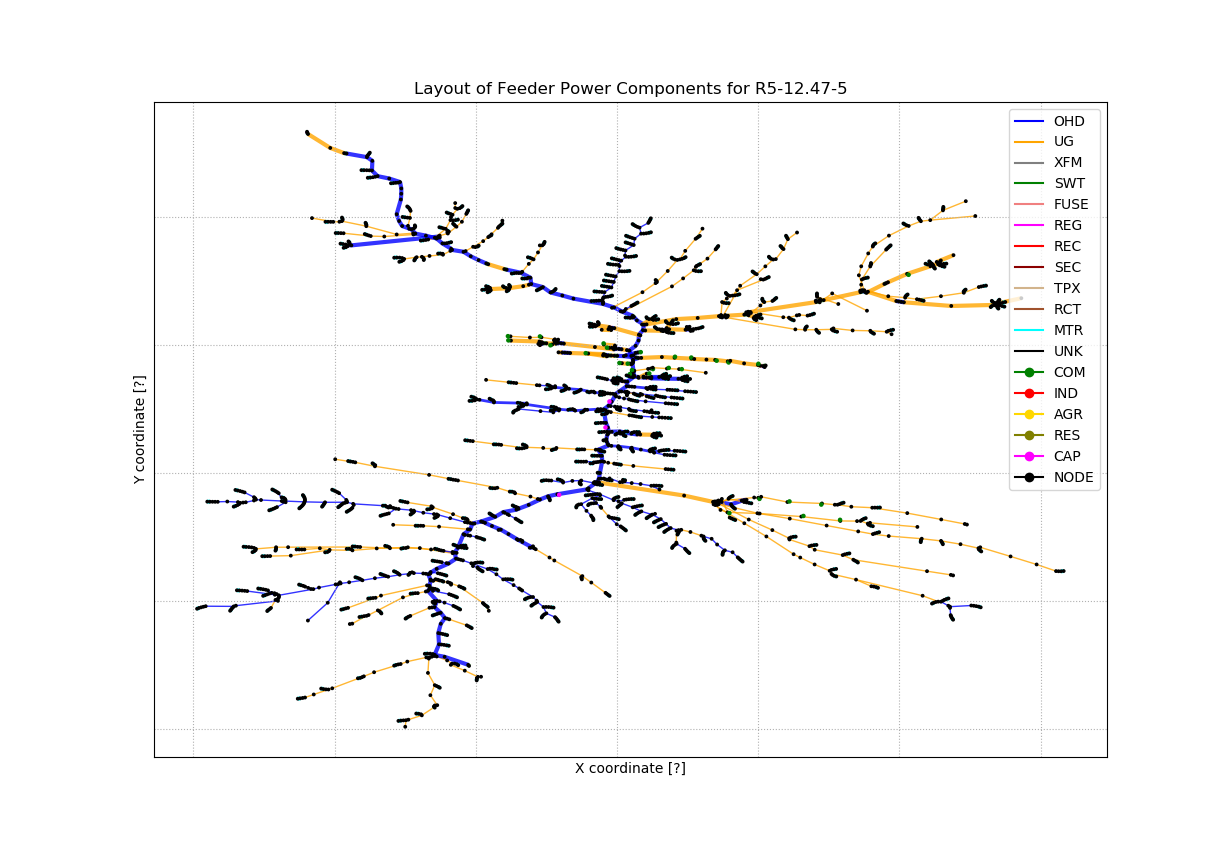 Layout of Feeder Power Components for R5-12.47-5
OHD
UG
XFM
SWT
FUSE
REG
REC
SEC
TPX
RCT
MTR
UNK
COM
IND
AGR
RES
CAP
NODE
Y coordinate [?]
X coordinate [?]